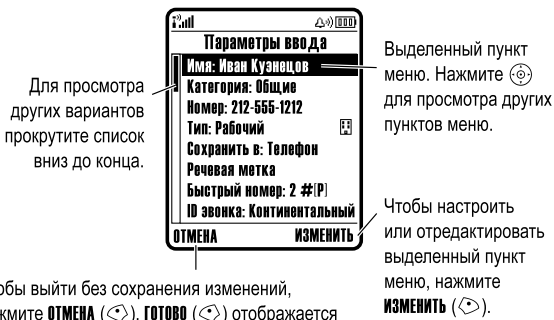 Параметры ввода
Имя: Иван Кузнецов
Категория: Общие
Номер: 212-555-1212
Тип: Рабочий
Сохранить в: Телефон
Речевая метка
Быстрый номер: 2 #[P]
ID звонка: Континентальный
ОТМЕНА ИЗМЕНИТЬ
Для просмотра
других вариантов
прокрутите список
вниз до конца.
Выделенный пункт
меню. Нажмите
для просмотра других
пунктов меню.
Чтобы настроить
или отредактировать
выделенный пункт
меню, нажмите
ИЗМЕНИТЬ ( ).
обы выйти без сохранения изменений,
жмите ОТМЕНА ( ). ГОТОВО ( ) отображается